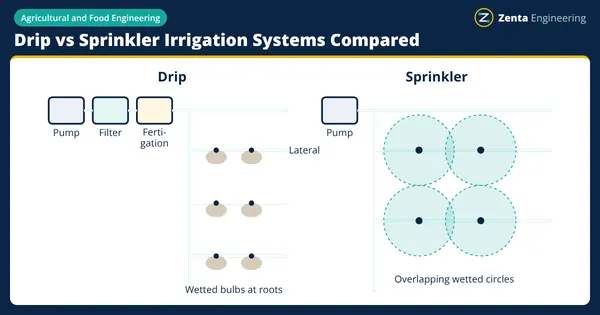 Agricultural and Food Engineering
Zenta Engineering
Drip vs Sprinkler Irrigation Systems Compared
Drip
Sprinkler
Pump
Filter
Ferti-
gation
Pump
Lateral
Wetted bulbs at roots
Overlapping wetted circles